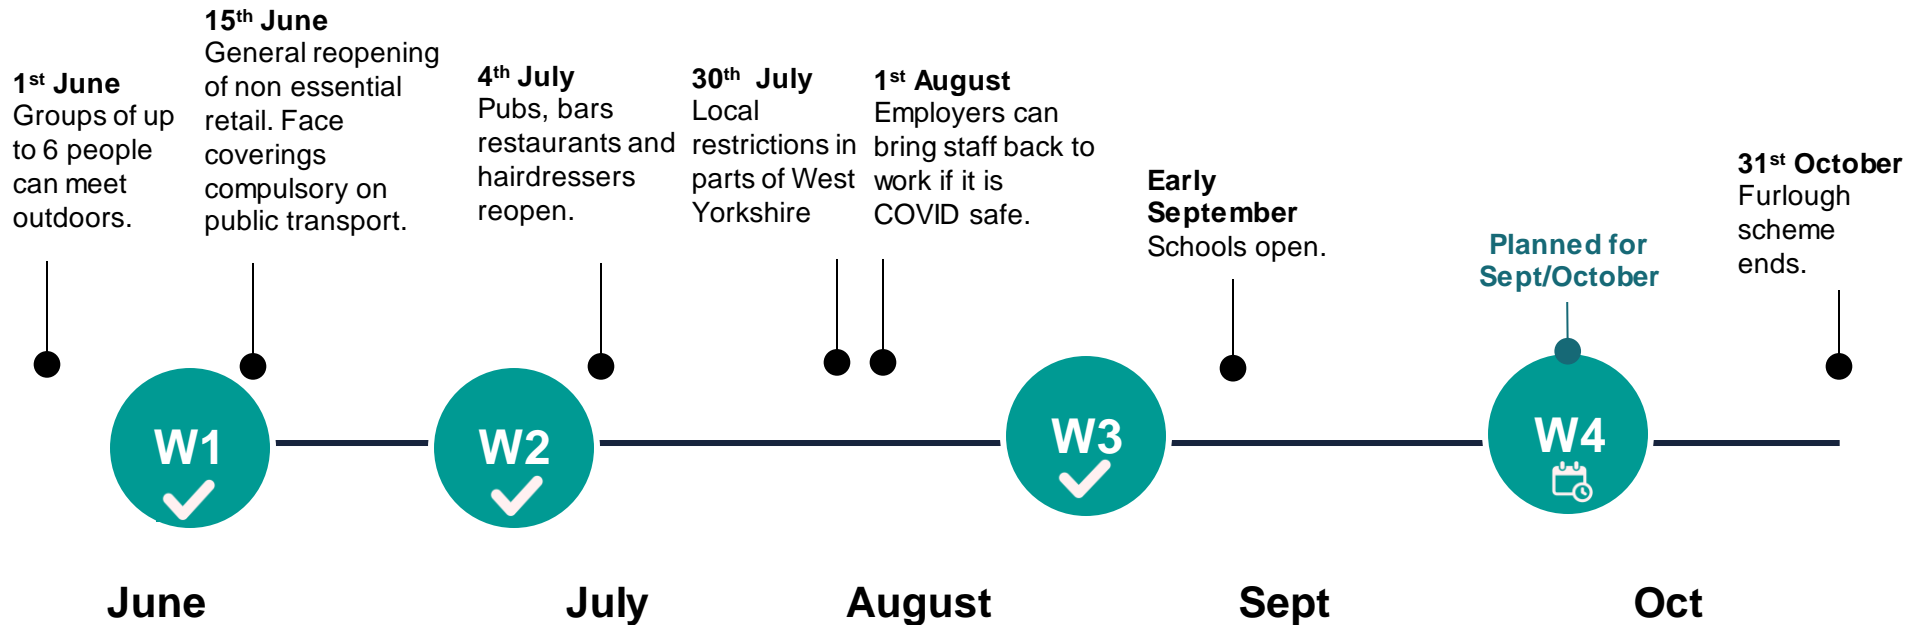 1st June
Groups of up
to 6 people
can meet
outdoors.
15th June
General reopening
of non essential
retail. Face
coverings
compulsory on
public transport.
4th July
Pubs, bars
restaurants and
hairdressers
reopen.
30th July
Local
restrictions in
parts of West
Yorkshire
1st August
Employers can
bring staff back to
work if it is
COVID safe.
Early
September
Schools open.
Planned for
Sept/October
31st October
Furlough
scheme
ends.
W1
W2
W3
W4
June
July
August
Sept
Oct